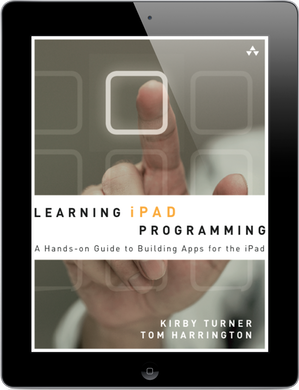 LEARNING iPAD
PROGRAMMING
A Hands-on Guide to Building Apps for the iPad
KIRBY TURNER
TOM HARRINGTON